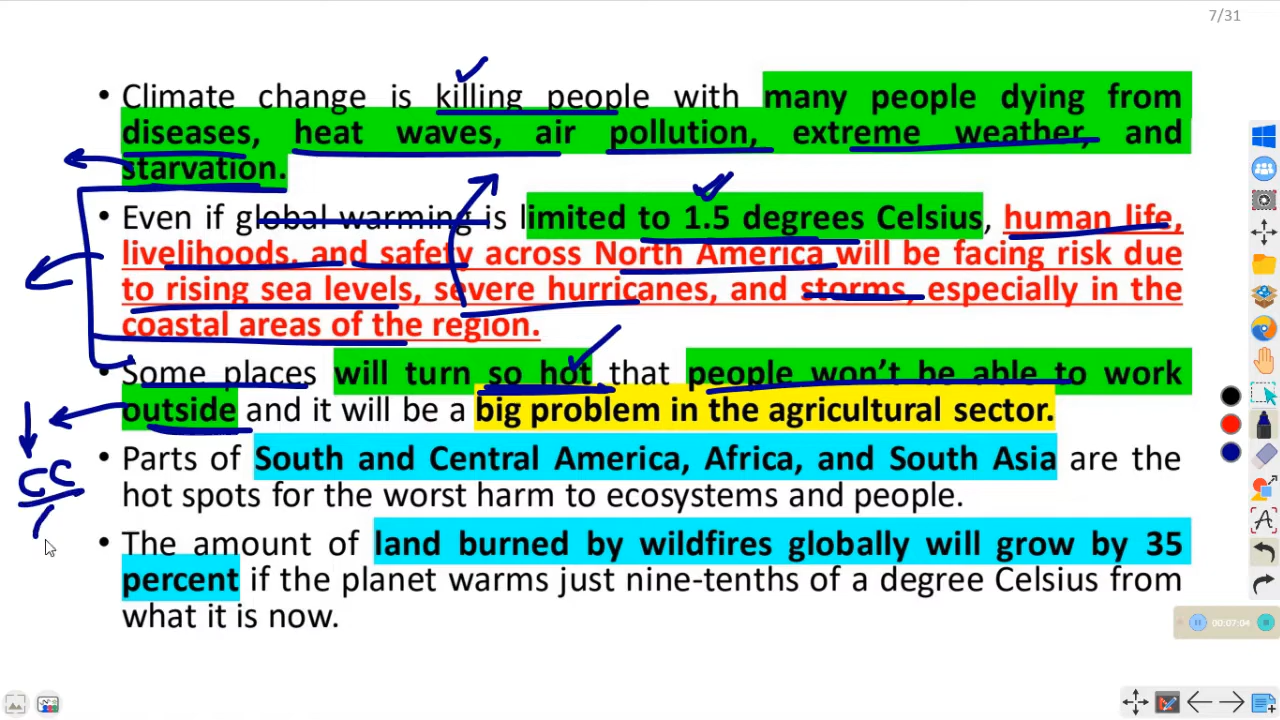 7/31
• Climate change is killing people with many people dying from
diseases, heat waves, air pollution, extreme weather, and
starvation.
• Even if global warming is limited to 1.5 degrees Celsius, human life,
livelihoods, and safety across North America will be facing risk due
to rising sea levels, severe hurricanes, and storms, especially in the
coastal areas of the region.
• Some places will turn so hot that people won't be able to work
outside and it will be a big problem in the agricultural sector.
• Parts of South and Central America, Africa, and South Asia are the
CC
hot spots for the worst harm to ecosystems and people.
• The amount of land burned by wildfires globally will grow by 35
percent if the planet warms just nine-tenths of a degree Celsius from
what it is now.
00:07:04